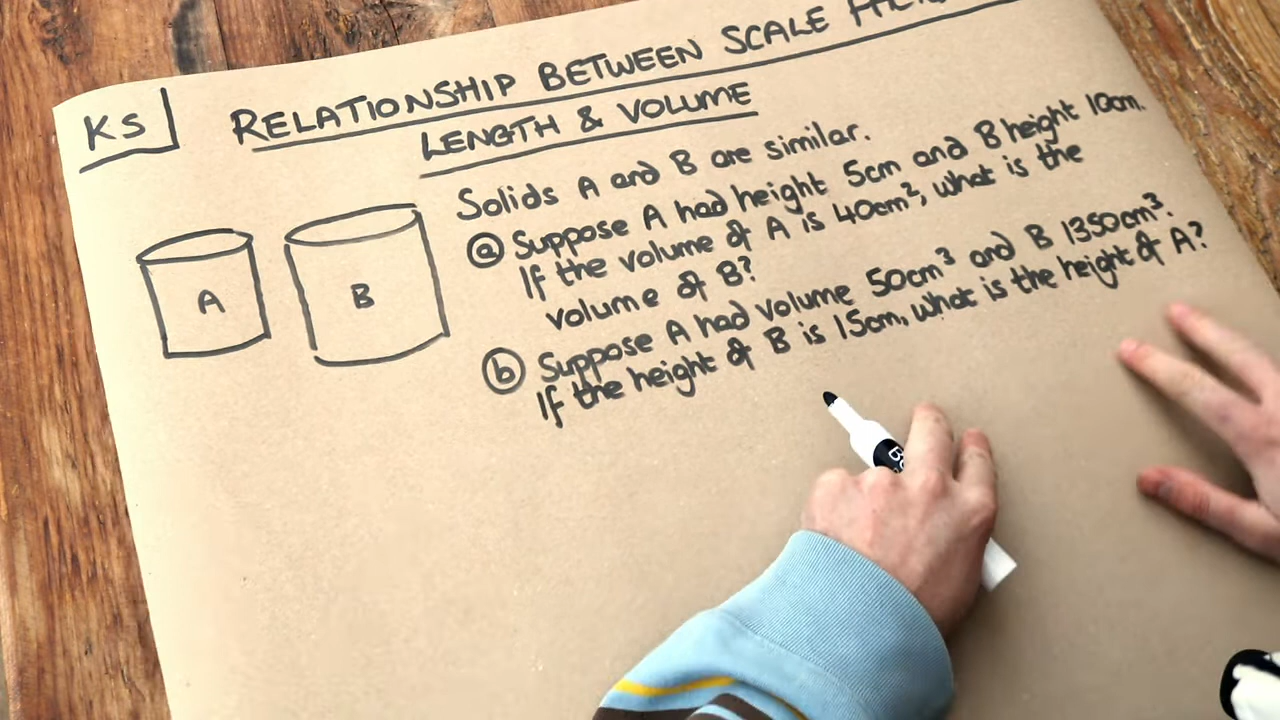 KS
RELATIONSHIP BETWEEN SCALE
LENGTH & VOLUME
Solids A and B are similar.
ⓐ Suppose A had height 5cm and B height 10cm.
If the volume of A is 40cm², what is the
volume of B?
ⓑ Suppose A had volume 50cm³ and B 1350cm³.
If the height of B is 15cm, what is the height of A?
A
B